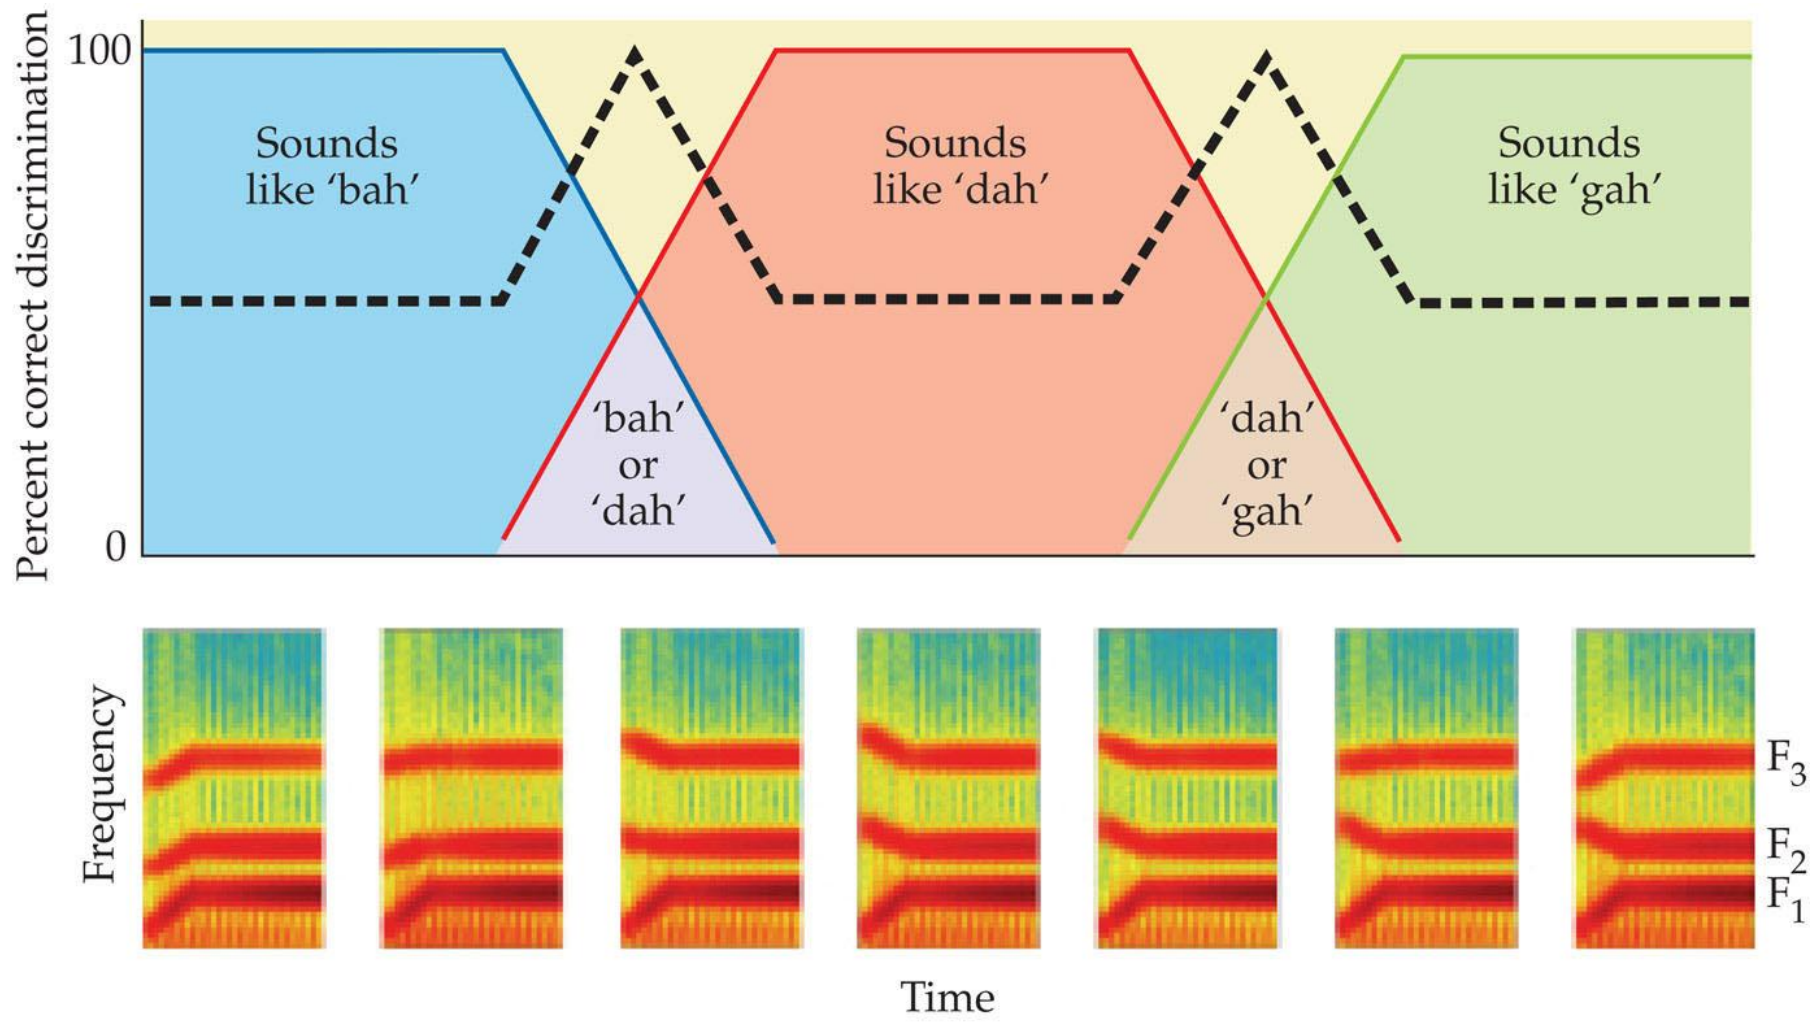 Percent correct discrimination
100
0
Sounds
like ‘bah’
Sounds
like ‘dah’
Sounds
like ‘gah’
‘bah’
or
‘dah’
‘dah’
or
‘gah’
Frequency
F3
F2
F1
Time